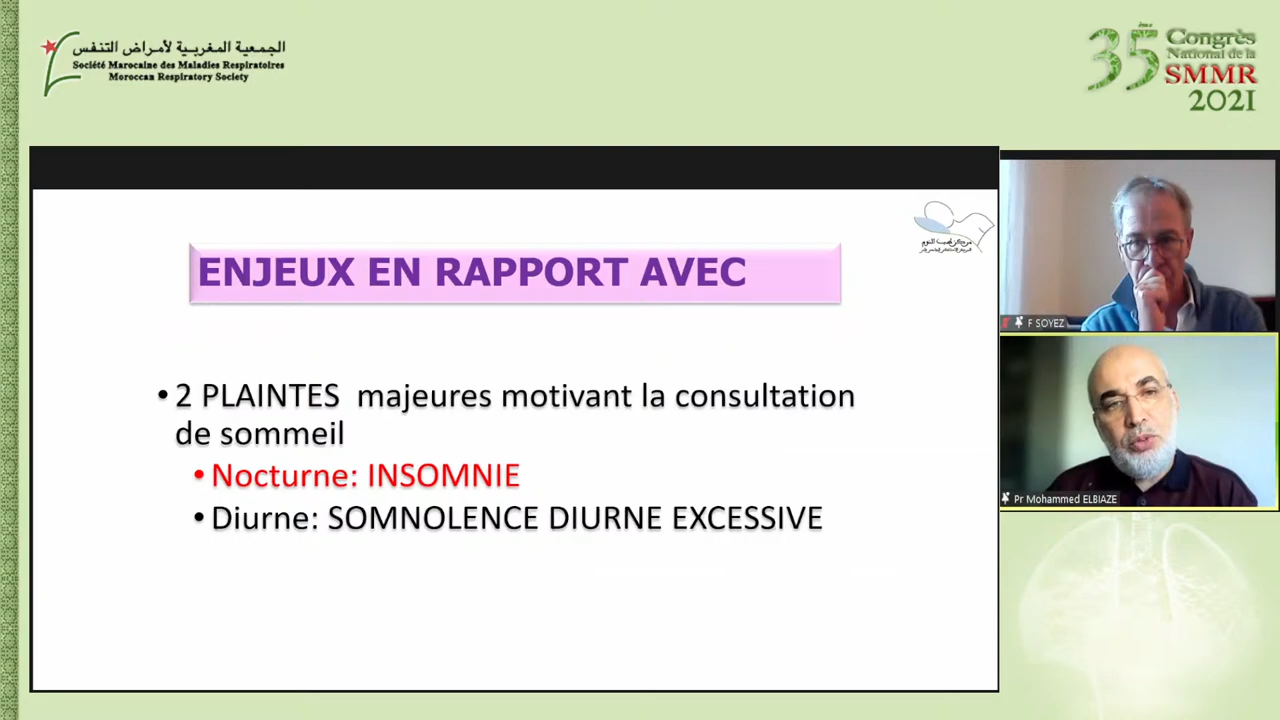 الجمعية المغربية لأمراض التنفس
Société Marocaine des Maladies Respiratoires
Moroccan Respiratory Society
35ème Congrès
National de la
SMMR
2021
ENJEUX EN RAPPORT AVEC
• 2 PLAINTES majeures motivant la consultation
de sommeil
• Nocturne: INSOMNIE
• Diurne: SOMNOLENCE DIURNE EXCESSIVE
F SOYEZ
Pr Mohammed ELBIAZE